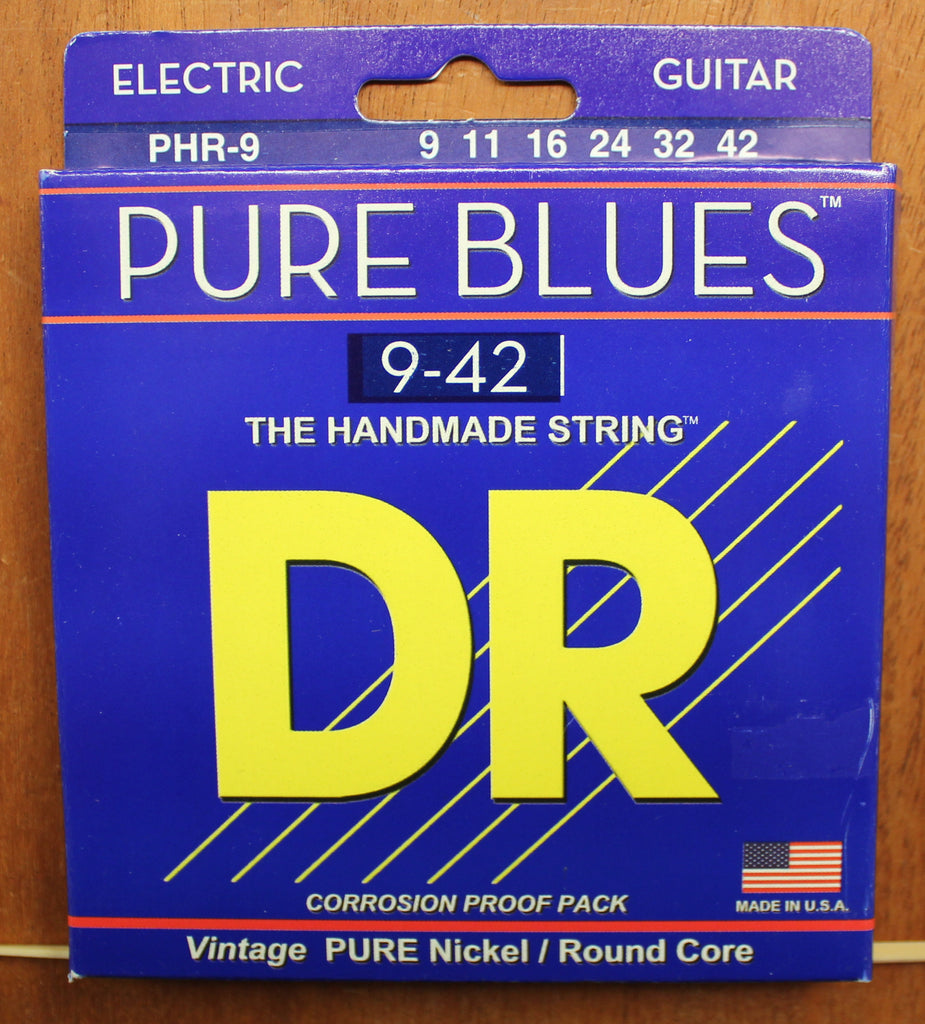 ELECTRIC GUITAR
PHR-9 9 11 16 24 32 42
PURE BLUES™
9-42
THE HANDMADE STRING™
DR
MADE IN U.S.A.
CORROSION PROOF PACK
Vintage PURE Nickel / Round Core